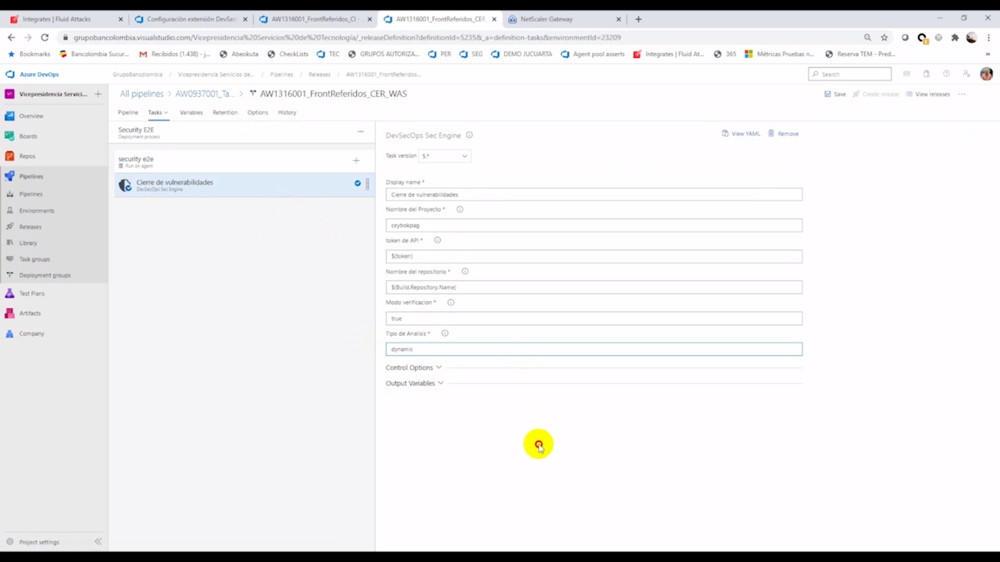 Integrates | Fluid Attacks
Configuración extensión DevSec
AW1316001_FrontReferidos_CI -
AW1316001_FrontReferidos_CER_
NetScaler Gateway
grupobancolombia.visualstudio.com/Vicepresidencia%20Servicios%20de%20Tecnología/_releaseDefinition?definitionId=5235&_a=definition-tasks&environmentId=23209
Bookmarks
Bancolombia Sucur...
Recibidos (1.438) - j...
Abeokuta
CheckLists
TEC
GRUPOS AUTORIZA...
PER
SEG
DEMO JUCUARTA
Agent pool asserts
Integrates | Fluid At...
365
Métricas Pruebas n...
Reserva TEM - Pred...
»
Azure DevOps
GrupoBancolombia / Vicepresidencia Servicios de... / Pipelines / Releases / AW1316001_FrontReferidos...
Search
VT Vicepresidencia Servici...
All pipelines > AW0937001_Ta... > AW1316001_FrontReferidos_CER_WAS
Save
Create release
View releases
...
Pipeline
Tasks
Variables
Retention
Options
History
Overview
Boards
Repos
Pipelines
Pipelines
Environments
Releases
Library
Task groups
Deployment groups
Test Plans
Artifacts
Company
Project settings
Security E2E
Deployment process
...
security e2e
Run on agent
Cierre de vulnerabilidades
DevSecOps Sec Engine
DevSecOps Sec Engine
View YAML
Remove
Task version 5.*
Display name *
Cierre de vulnerabilidades
Nombre del Proyecto *
ceybokpag
token de API *
$(token)
Nombre del repositorio *
$(Build.Repository.Name)
Modo verificacion *
true
Tipo de Analisis *
dynamic
Control Options
Output Variables